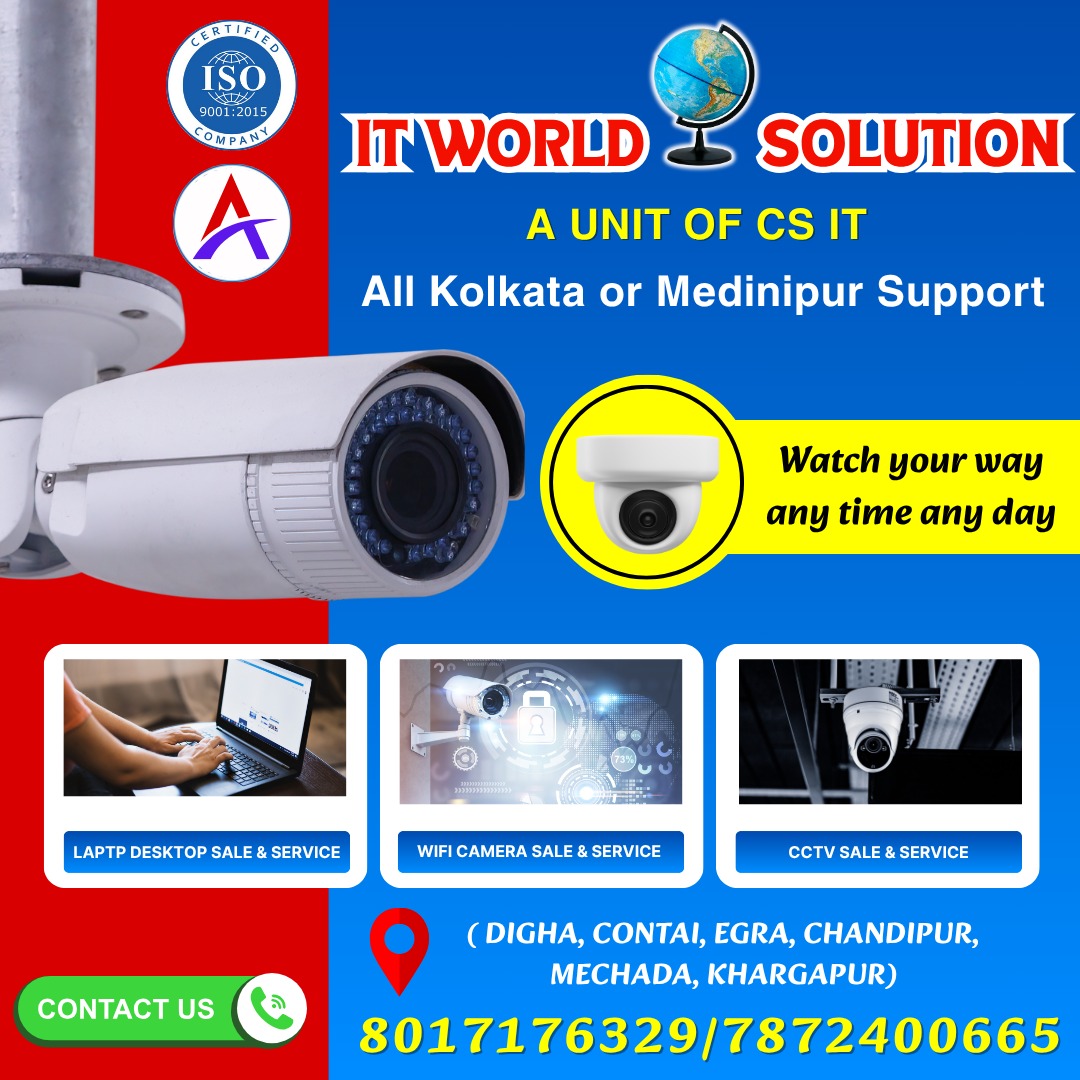 CERTIFIED
ISO
9001:2015
COMPANY
IT WORLD SOLUTION
A UNIT OF CS IT
All Kolkata or Medinipur Support
Watch your way
any time any day
73%
LAPTP DESKTOP SALE & SERVICE
WIFI CAMERA SALE & SERVICE
CCTV SALE & SERVICE
( DIGHA, CONTAI, EGRA, CHANDIPUR,
MECHADA, KHARGAPUR)
CONTACT US
8017176329/7872400665